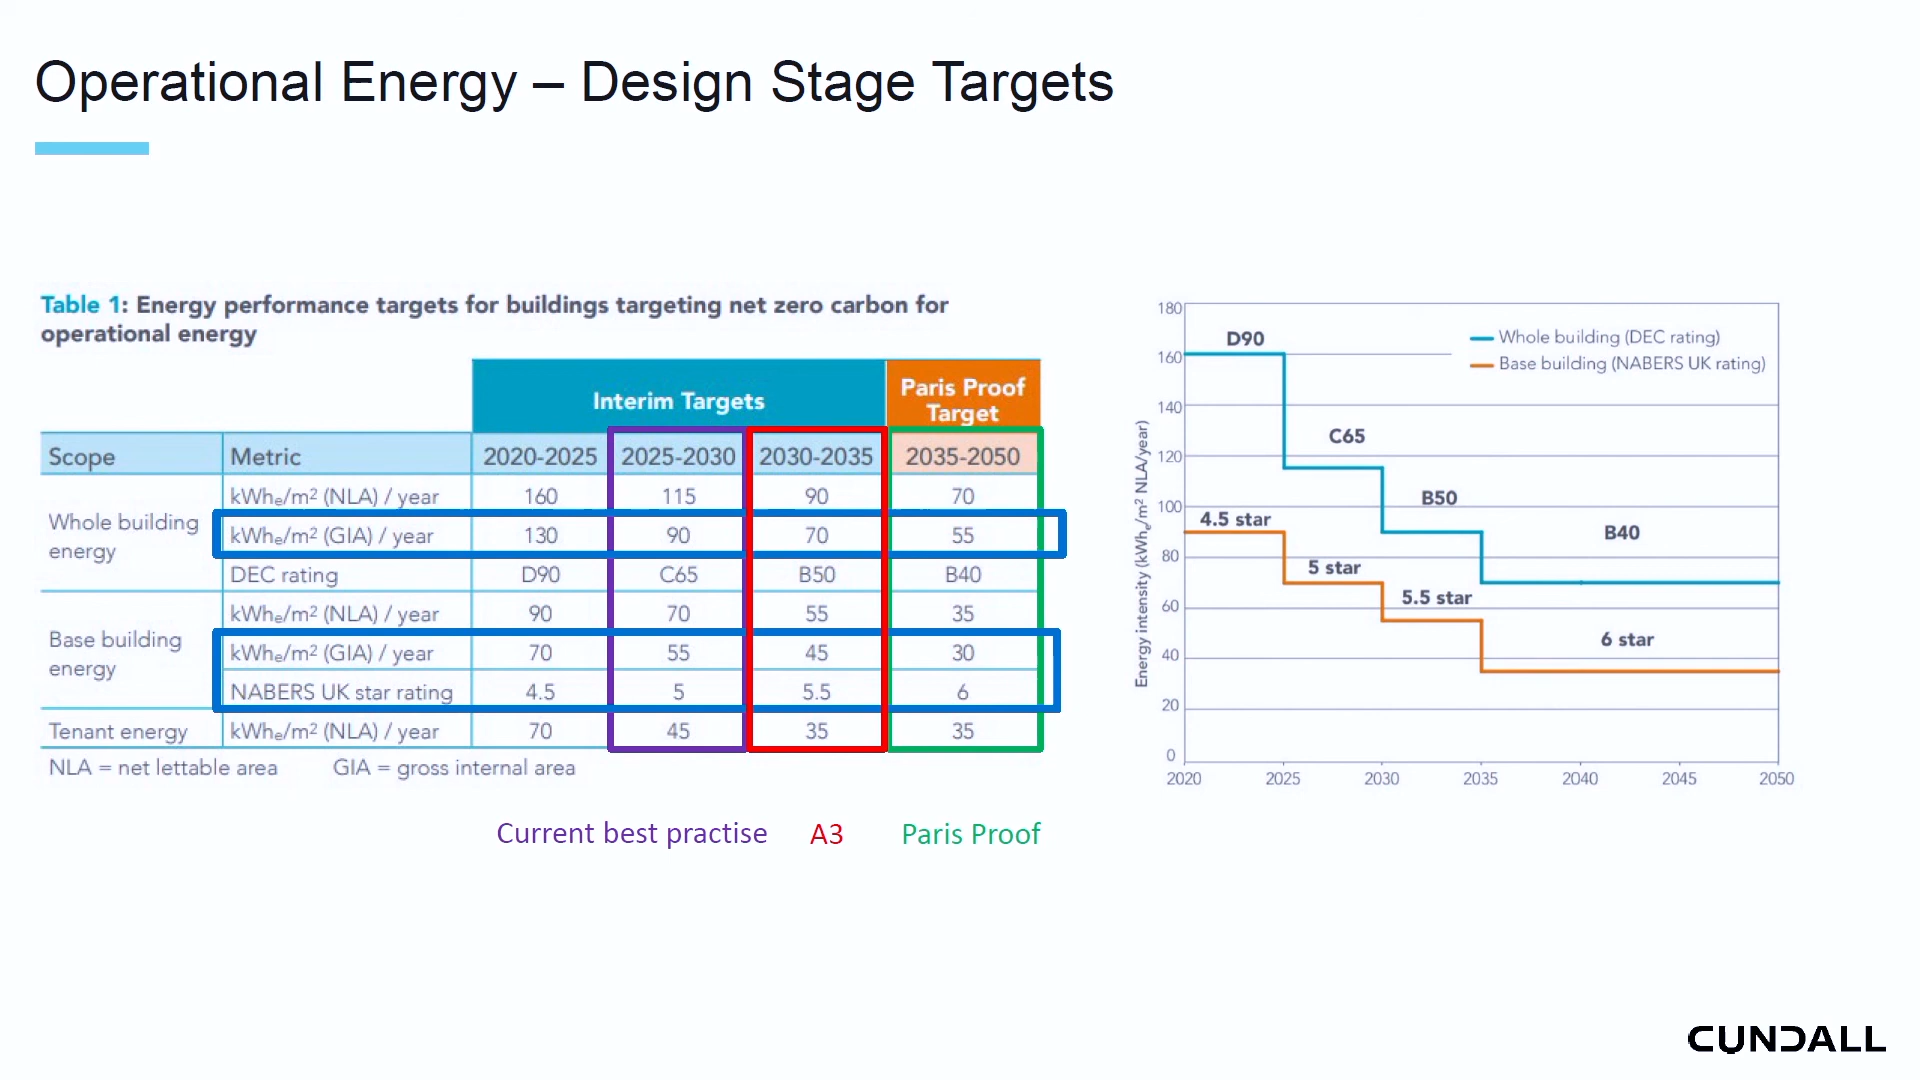 Operational Energy – Design Stage Targets
Table 1: Energy performance targets for buildings targeting net zero carbon for
operational energy
Interim Targets
Paris Proof
Target
Scope Metric 2020-2025 2025-2030 2030-2035 2035-2050
Whole building
energy
kWhe/m² (NLA) / year 160 115 90 70
kWhe/m² (GIA) / year 130 90 70 55
DEC rating D90 C65 B50 B40
Base building
energy
kWhe/m² (NLA) / year 90 70 55 35
kWhe/m² (GIA) / year 70 55 45 30
NABERS UK star rating 4.5 5 5.5 6
Tenant energy kWhe/m² (NLA) / year 70 45 35 35
NLA = net lettable area GIA = gross internal area
Current best practise A3 Paris Proof
Energy intensity (kWhe/m² NLA/year)
180
160
140
120
100
80
60
40
20
0
2020 2025 2030 2035 2040 2045 2050
Whole building (DEC rating)
Base building (NABERS UK rating)
D90
C65
B50
B40
4.5 star
5 star
5.5 star
6 star
CUNDALL